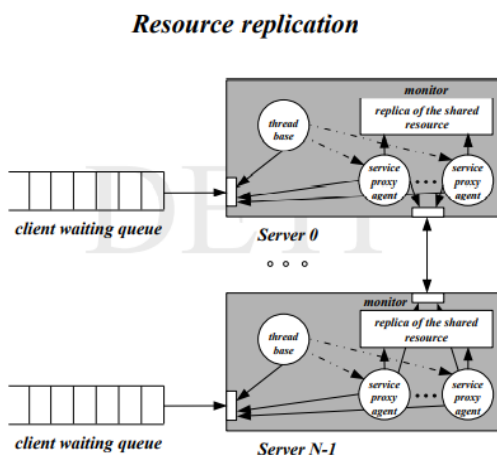 Resource replication
monitor
replica of the shared
resource
thread
base
service
proxy
agent
service
proxy
agent
client waiting queue
Server 0
DETI
monitor
replica of the shared
resource
thread
base
service
proxy
agent
service
proxy
agent
client waiting queue
Server N-1